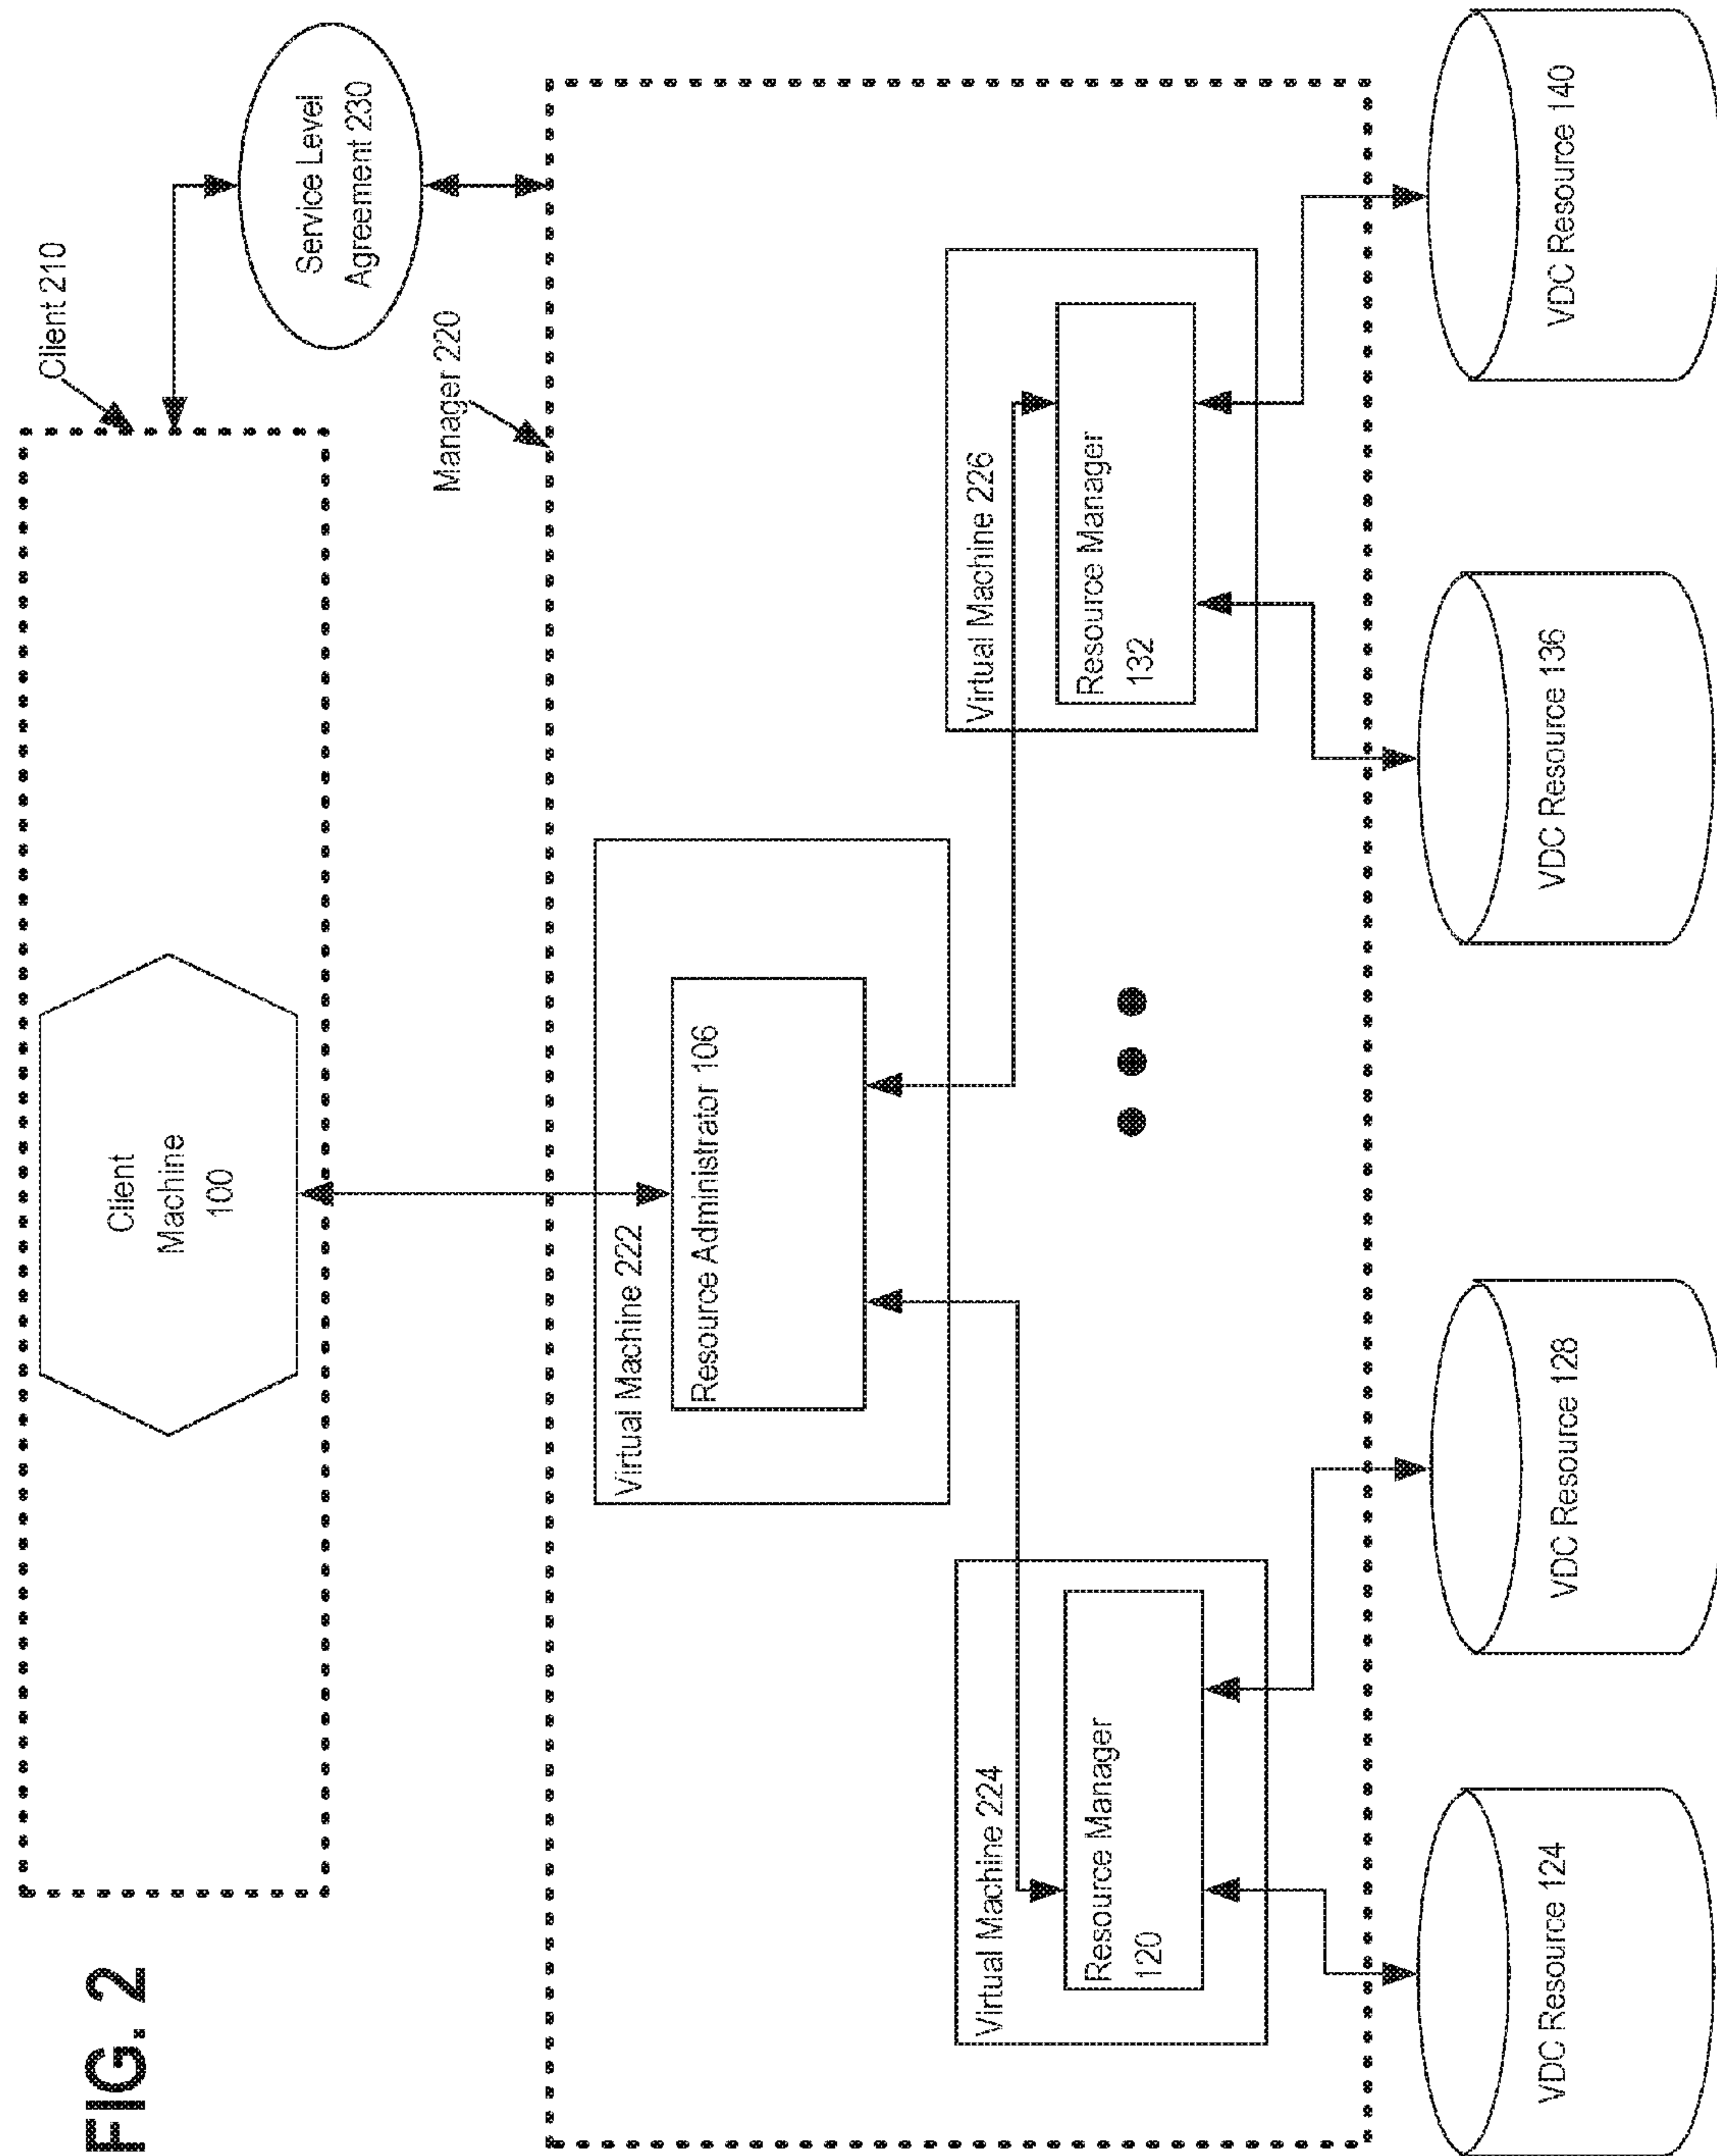 FIG. 2
Client 210
Client
Machine
100
Service Level
Agreement 230
Manager 220
Virtual Machine 222
Resource Administrator 106
Virtual Machine 224
Resource Manager
120
Virtual Machine 226
Resource Manager
132
VDC Resource 124
VDC Resource 128
VDC Resource 136
VDC Resource 140